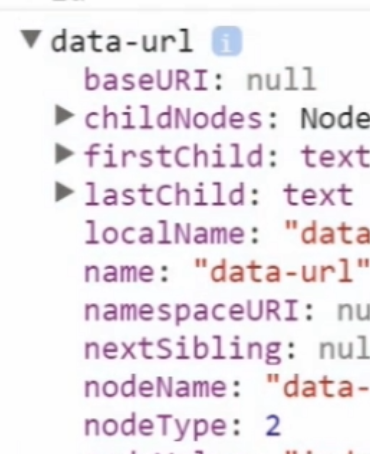 data-url i
baseURI: null
childNodes: Node
firstChild: text
lastChild: text
localName: "data
name: "data-url"
namespaceURI: nu
nextSibling: nul
nodeName: "data-
nodeType: 2